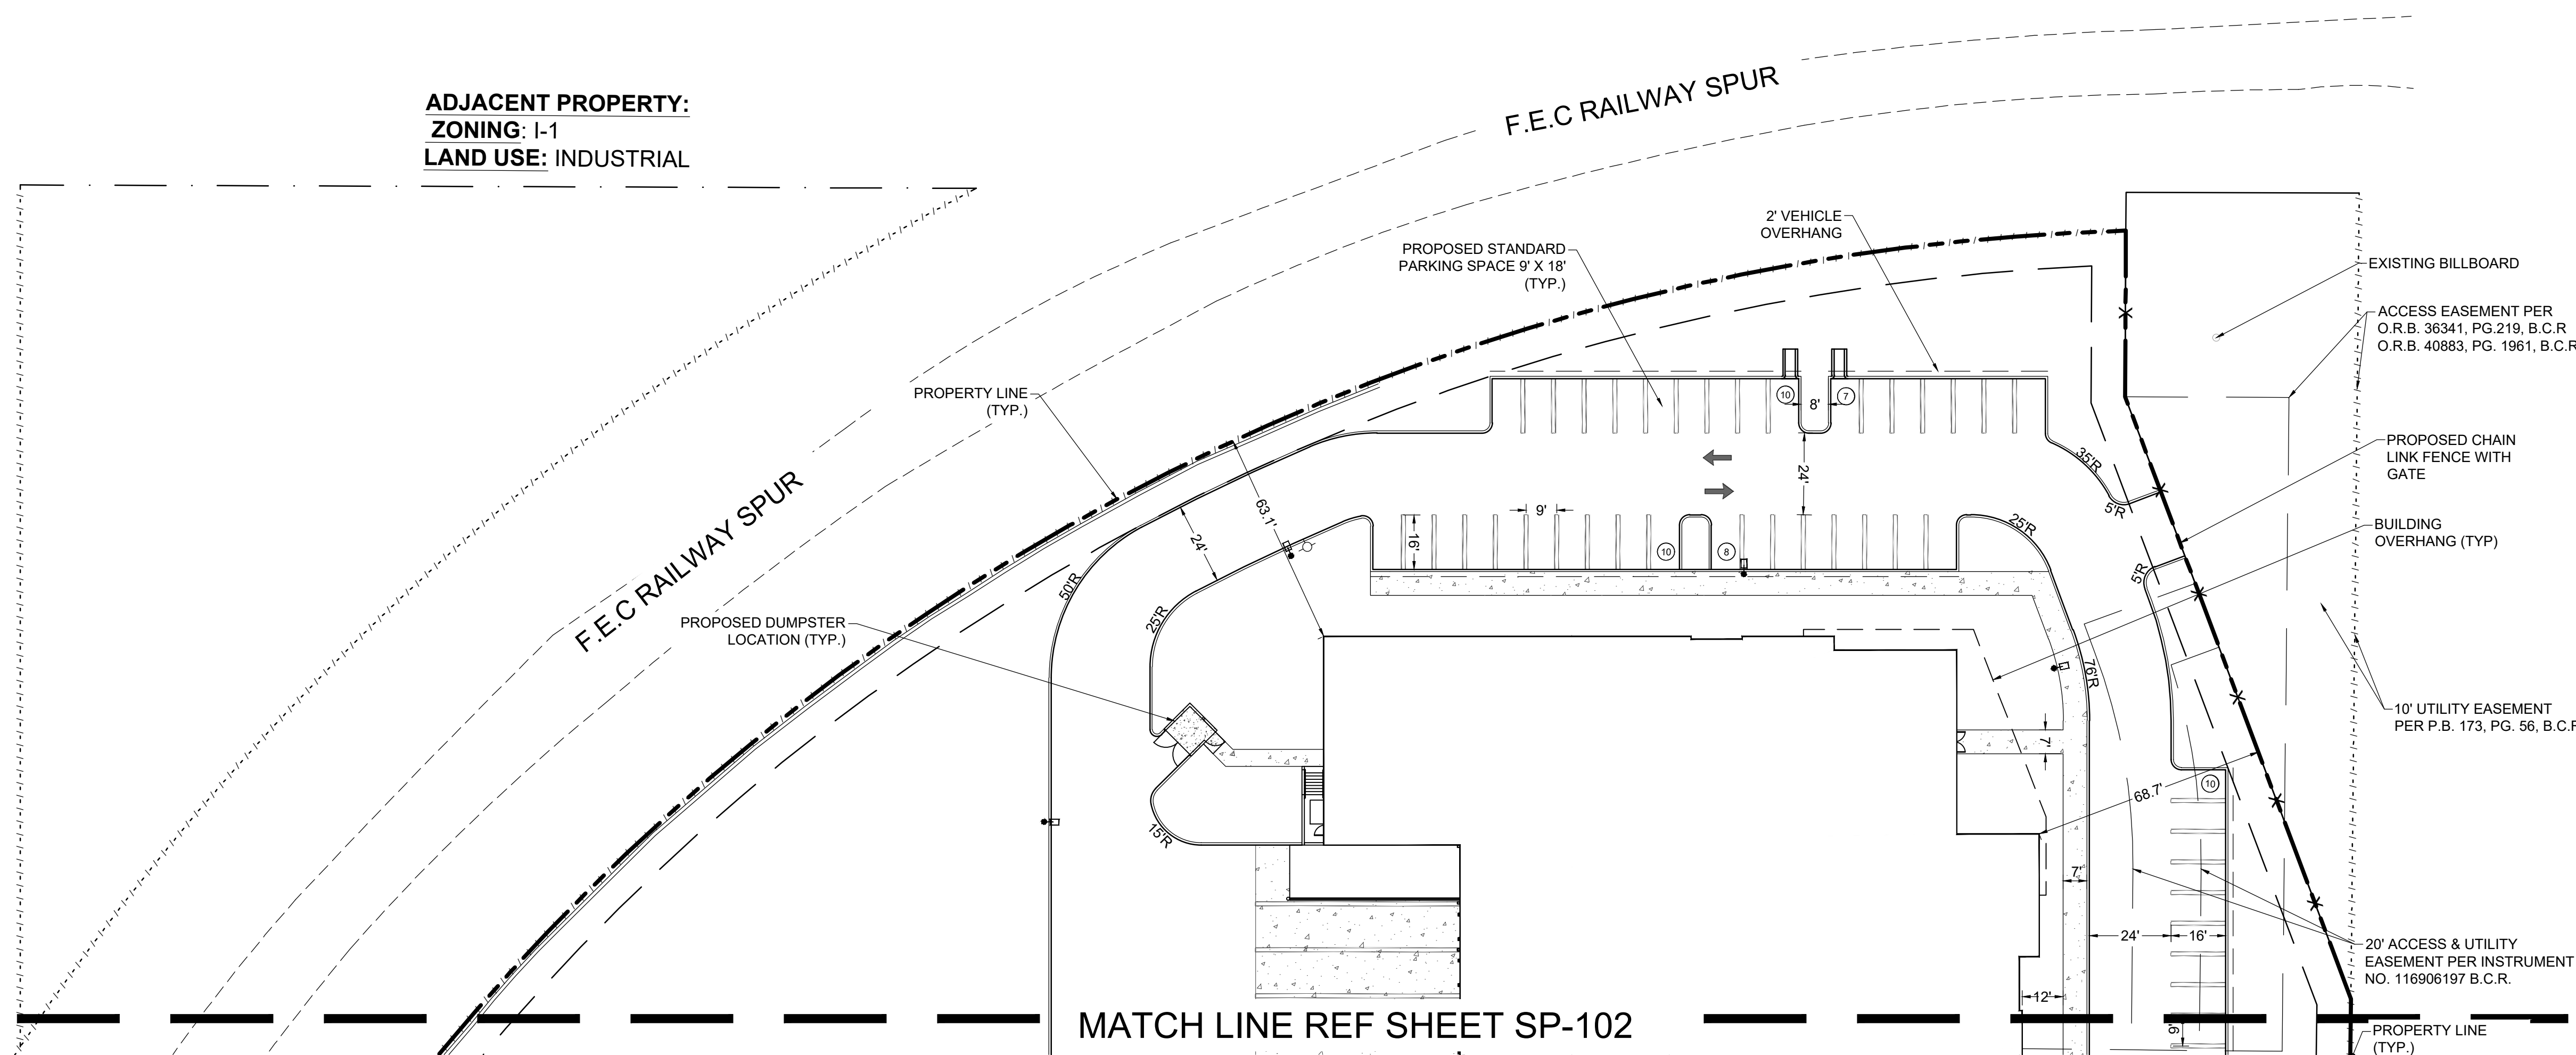 ADJACENT PROPERTY:
ZONING: I-1
LAND USE: INDUSTRIAL
F.E.C RAILWAY SPUR
2' VEHICLE
OVERHANG
PROPOSED STANDARD
PARKING SPACE 9' X 18'
(TYP.)
EXISTING BILLBOARD
ACCESS EASEMENT PER
O.R.B. 36341, PG.219, B.C.R
O.R.B. 40883, PG. 1961, B.C.R
PROPERTY LINE
(TYP.)
10
8'
7
35'R
5'R
24'
63.1'
9'
16'
10
8
25'R
24'
50'R
25'R
5'R
PROPOSED CHAIN
LINK FENCE WITH
GATE
BUILDING
OVERHANG (TYP)
F.E.C RAILWAY SPUR
PROPOSED DUMPSTER
LOCATION (TYP.)
76'R
7'
68.7'
10
10' UTILITY EASEMENT
PER P.B. 173, PG. 56, B.C.R
15'R
7'
24'
16'
20' ACCESS & UTILITY
EASEMENT PER INSTRUMENT
NO. 116906197 B.C.R.
12'
9'
MATCH LINE REF SHEET SP-102
PROPERTY LINE
(TYP.)